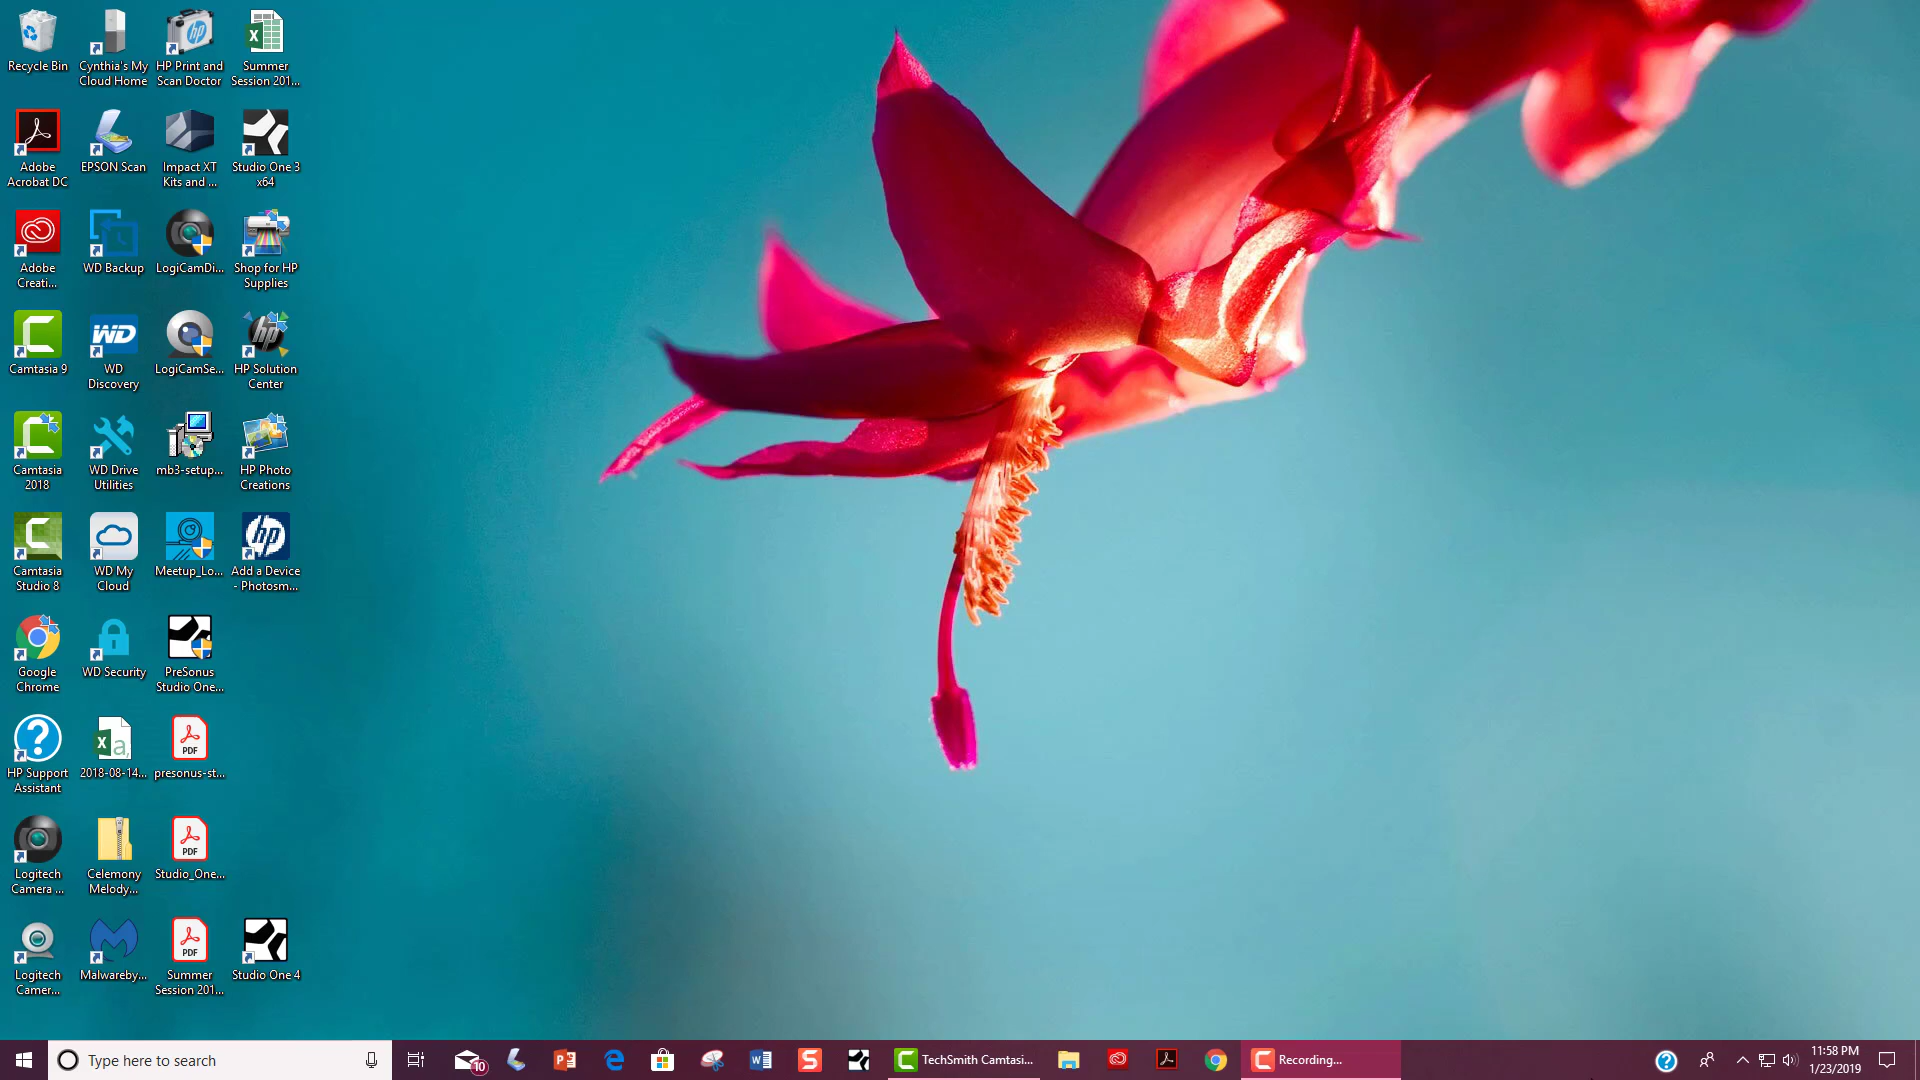 Recycle Bin
Cynthia's My
Cloud Home
HP Print and
Scan Doctor
Summer
Session 201...
Adobe
Acrobat DC
EPSON Scan
Impact XT
Kits and ...
Studio One 3
x64
Adobe
Creati...
WD Backup
LogiCamDi...
Shop for HP
Supplies
Camtasia 9
WD
Discovery
LogiCamSe...
HP Solution
Center
Camtasia
2018
WD Drive
Utilities
mb3-setup...
HP Photo
Creations
Camtasia
Studio 8
WD My
Cloud
Meetup_Lo...
Add a Device
- Photosm...
Google
Chrome
WD Security
PreSonus
Studio One...
HP Support
Assistant
2018-08-14...
PDF
presonus-st...
Logitech
Camera ...
Celemony
Melody...
PDF
Studio_One...
Logitech
Camer...
Malwareby...
PDF
Summer
Session 201...
Studio One 4
Type here to search
10
TechSmith Camtasi...
Recording...
11:58 PM
1/23/2019